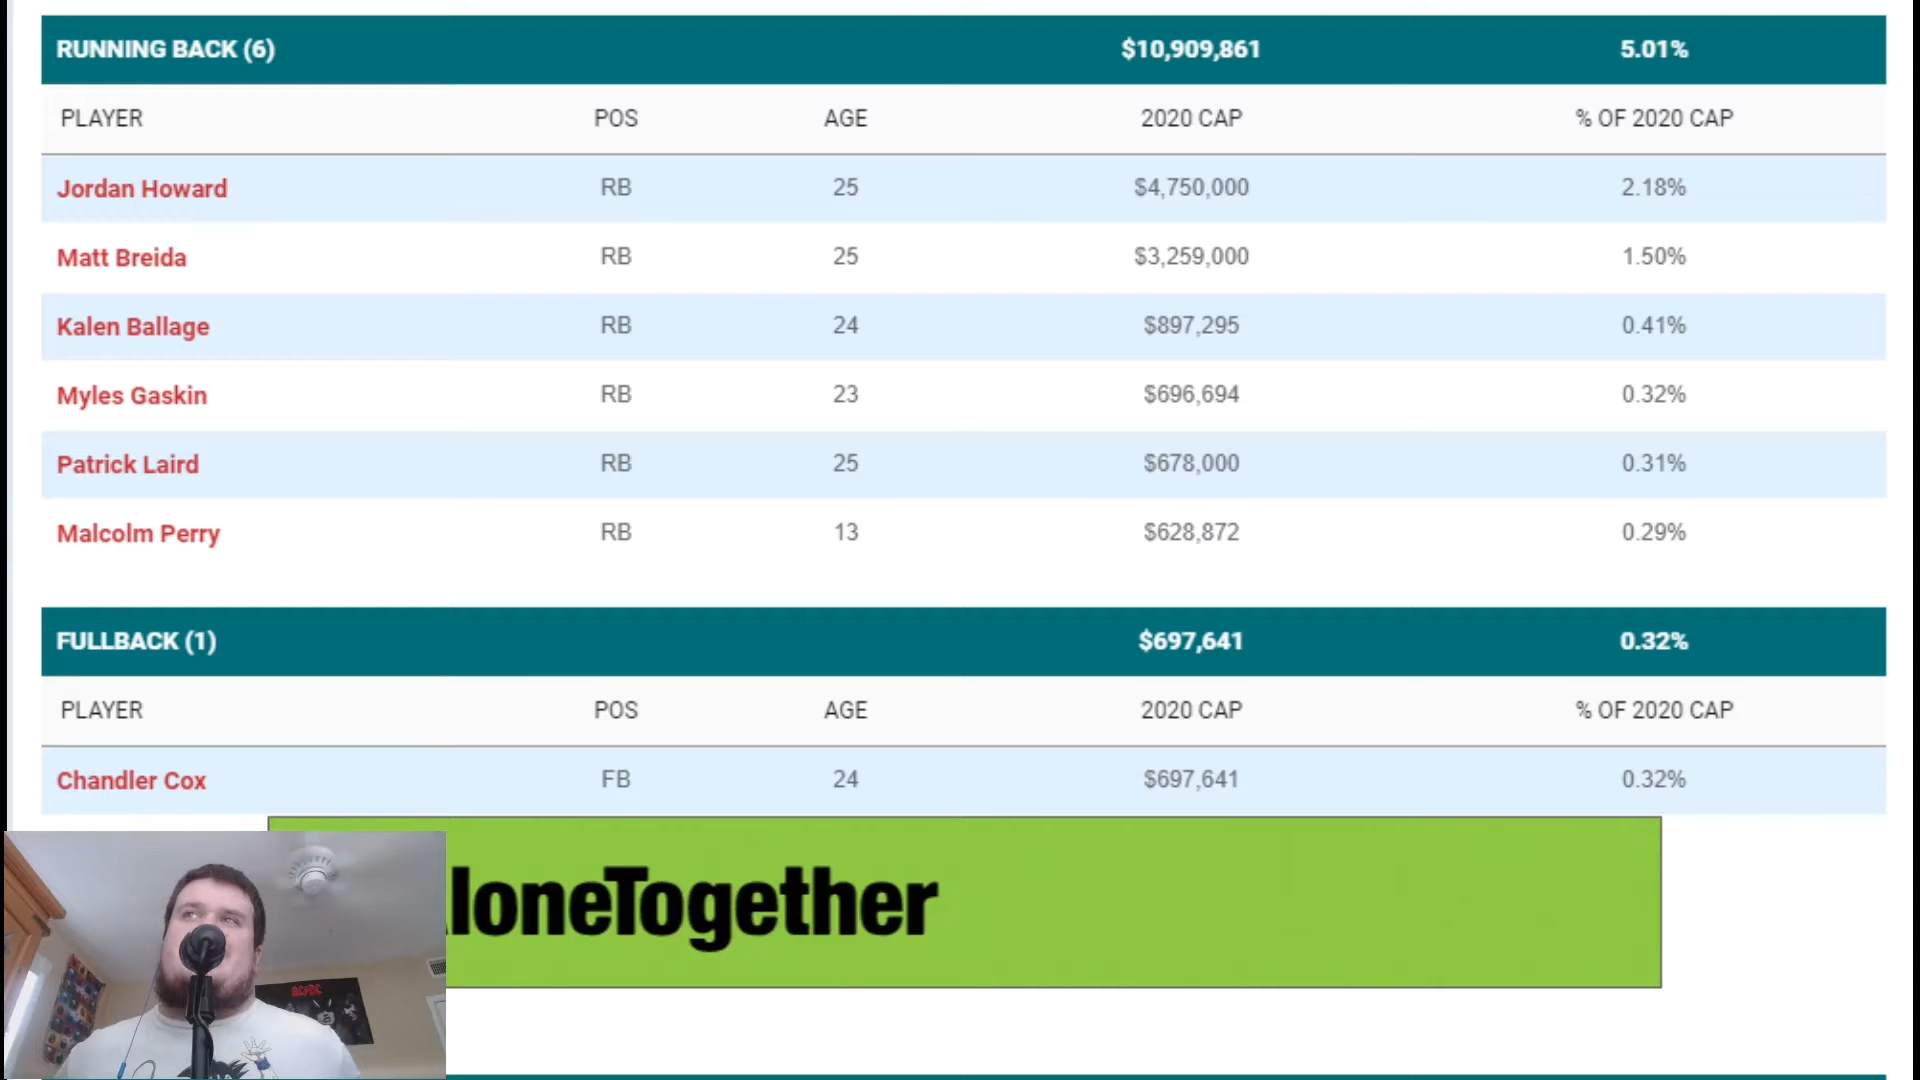 RUNNING BACK (6) $10,909,861 5.01%
PLAYER POS AGE 2020 CAP % OF 2020 CAP
Jordan Howard RB 25 $4,750,000 2.18%
Matt Breida RB 25 $3,259,000 1.50%
Kalen Ballage RB 24 $897,295 0.41%
Myles Gaskin RB 23 $696,694 0.32%
Patrick Laird RB 25 $678,000 0.31%
Malcolm Perry RB 13 $628,872 0.29%
FULLBACK (1) $697,641 0.32%
PLAYER POS AGE 2020 CAP % OF 2020 CAP
Chandler Cox FB 24 $697,641 0.32%
loneTogether
AC/DC